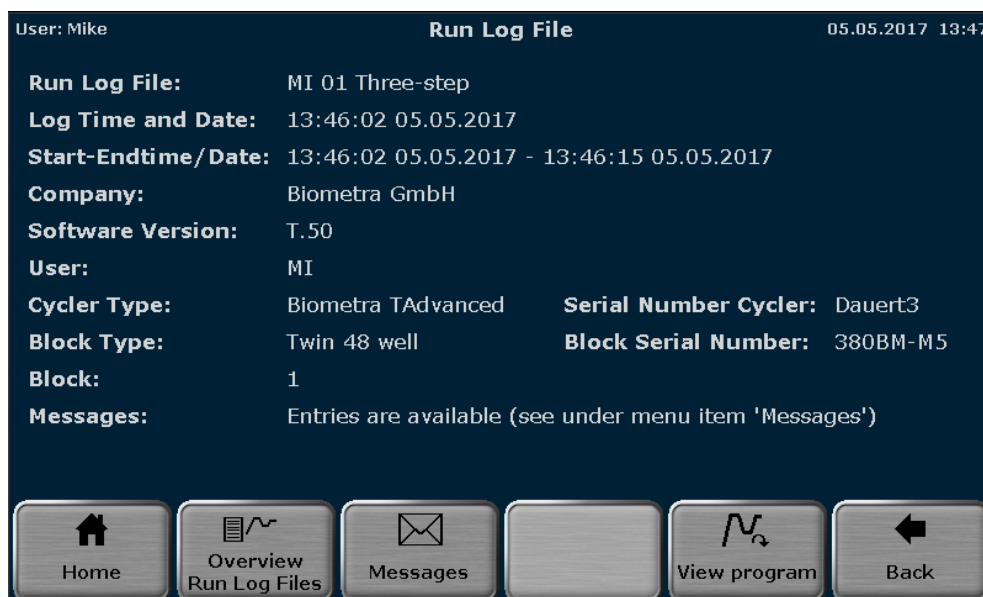 User: Mike Run Log File 05.05.2017 13:47
Run Log File: MI 01 Three-step
Log Time and Date: 13:46:02 05.05.2017
Start-Endtime/Date: 13:46:02 05.05.2017 - 13:46:15 05.05.2017
Company: Biometra GmbH
Software Version: T.50
User: MI
Cycler Type: Biometra TAdvanced Serial Number Cycler: Dauert3
Block Type: Twin 48 well Block Serial Number: 380BM-M5
Block: 1
Messages: Entries are available (see under menu item 'Messages')
Home
Overview
Run Log Files
Messages
View program
Back